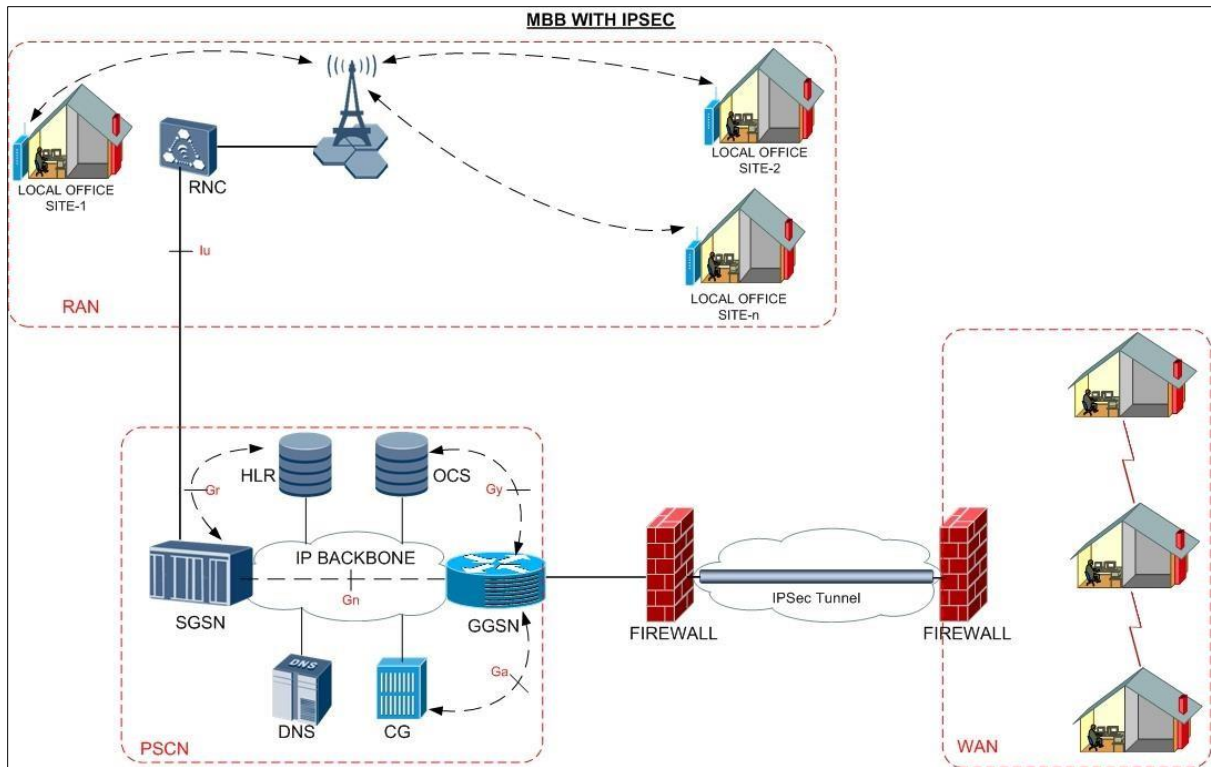 MBB WITH IPSEC
LOCAL OFFICE
SITE-1
RNC
LOCAL OFFICE
SITE-2
LOCAL OFFICE
SITE-n
Iu
RAN
HLR
OCS
Gr
Gy
IP BACKBONE
Gn
SGSN
GGSN
FIREWALL
IPSec Tunnel
FIREWALL
Ga
DNS
DNS
CG
PSCN
WAN